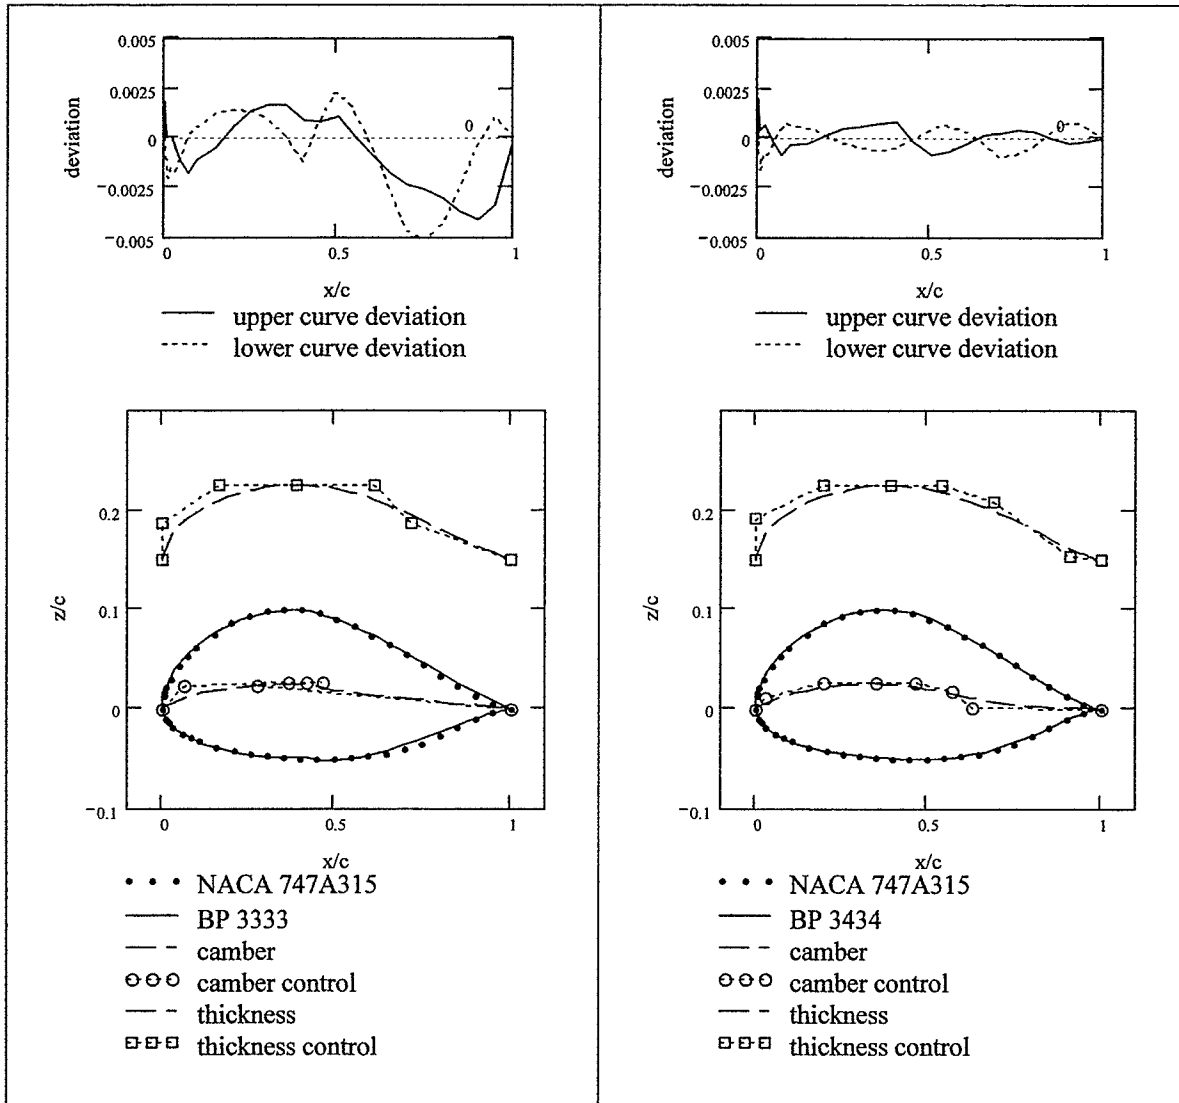 0.005
0.0025
0
−0.0025
−0.005
deviation
0
0
0.5
1
x/c
upper curve deviation
lower curve deviation
0.2
0.1
0
−0.1
z/c
0
0.5
1
x/c
NACA 747A315
BP 3333
camber
camber control
thickness
thickness control
0.005
0.0025
0
−0.0025
−0.005
deviation
0
0
0.5
1
x/c
upper curve deviation
lower curve deviation
0.2
0.1
0
−0.1
z/c
0
0.5
1
x/c
NACA 747A315
BP 3434
camber
camber control
thickness
thickness control